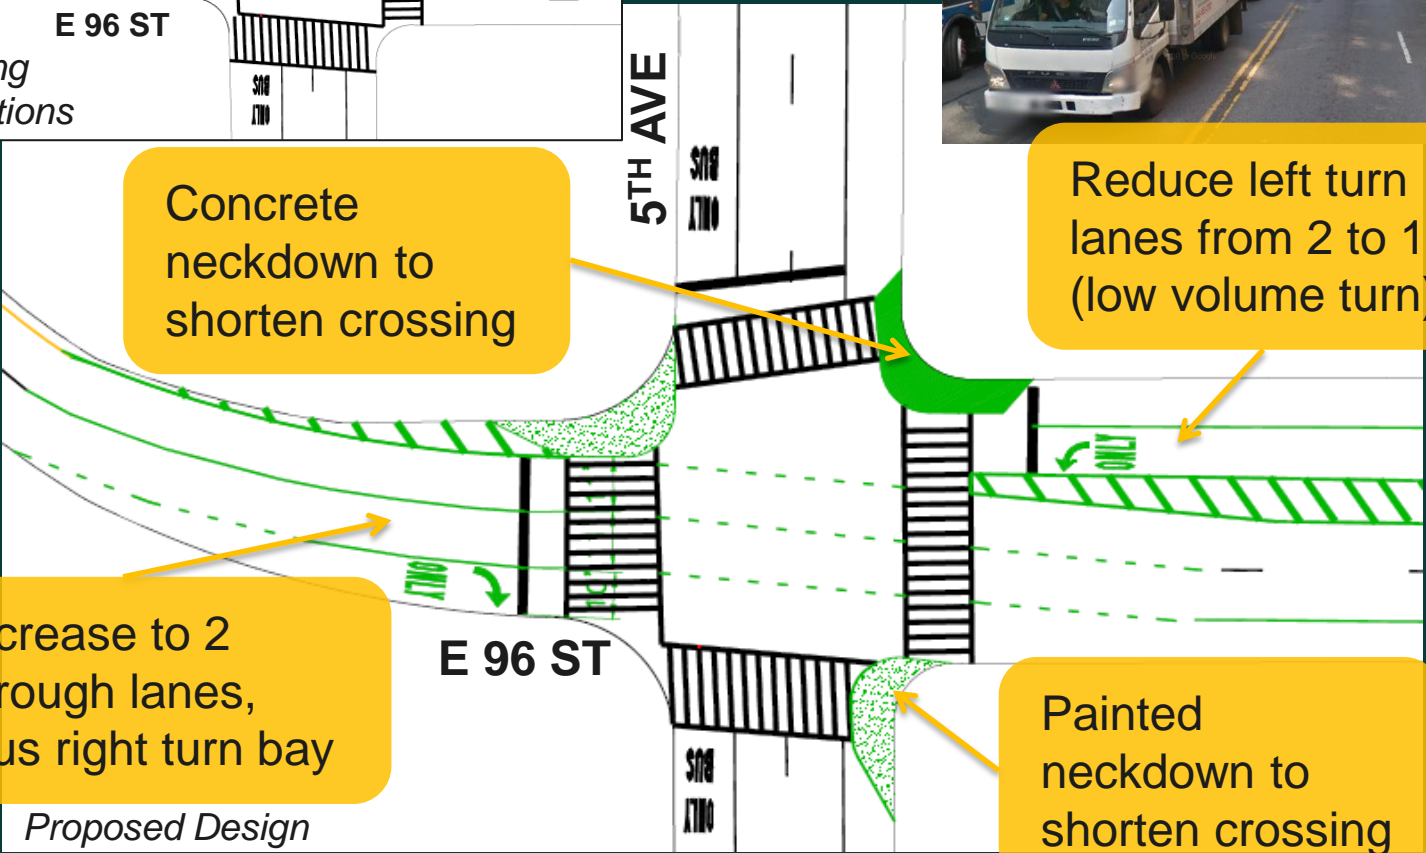 E 96 ST
ng
tions
5TH AVE
BUS
ONLY
BUS
ONLY
Concrete
neckdown to
shorten crossing
Reduce left turn
lanes from 2 to 1
(low volume turn)
ONLY
ONLY
crease to 2
rough lanes,
us right turn bay
E 96 ST
BUS
ONLY
Painted
neckdown to
shorten crossing
Proposed Design